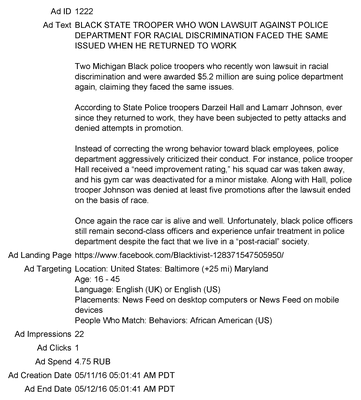 Ad ID 1222
Ad Text BLACK STATE TROOPER WHO WON LAWSUIT AGAINST POLICE
DEPARTMENT FOR RACIAL DISCRIMINATION FACED THE SAME
ISSUED WHEN HE RETURNED TO WORK
Two Michigan Black police troopers who recently won lawsuit in racial
discrimination and were awarded $5.2 million are suing police department
again, claiming they faced the same issues.
According to State Police troopers Darzeil Hall and Lamarr Johnson, ever
since they returned to work, they have been subjected to petty attacks and
denied attempts in promotion.
Instead of correcting the wrong behavior toward black employees, police
department aggressively criticized their conduct. For instance, police trooper
Hall received a “need improvement rating,” his squad car was taken away,
and his gym car was deactivated for a minor mistake. Along with Hall, police
trooper Johnson was denied at least five promotions after the lawsuit ended
on the basis of race.
Once again the race car is alive and well. Unfortunately, black police officers
still remain second-class officers and experience unfair treatment in police
department despite the fact that we live in a “post-racial” society.
Ad Landing Page https://www.facebook.com/Blacktivist-128371547505950/
Ad Targeting Location: United States: Baltimore (+25 mi) Maryland
Age: 16 - 45
Language: English (UK) or English (US)
Placements: News Feed on desktop computers or News Feed on mobile
devices
People Who Match: Behaviors: African American (US)
Ad Impressions 22
Ad Clicks 1
Ad Spend 4.75 RUB
Ad Creation Date 05/11/16 05:01:41 AM PDT
Ad End Date 05/12/16 05:01:41 AM PDT